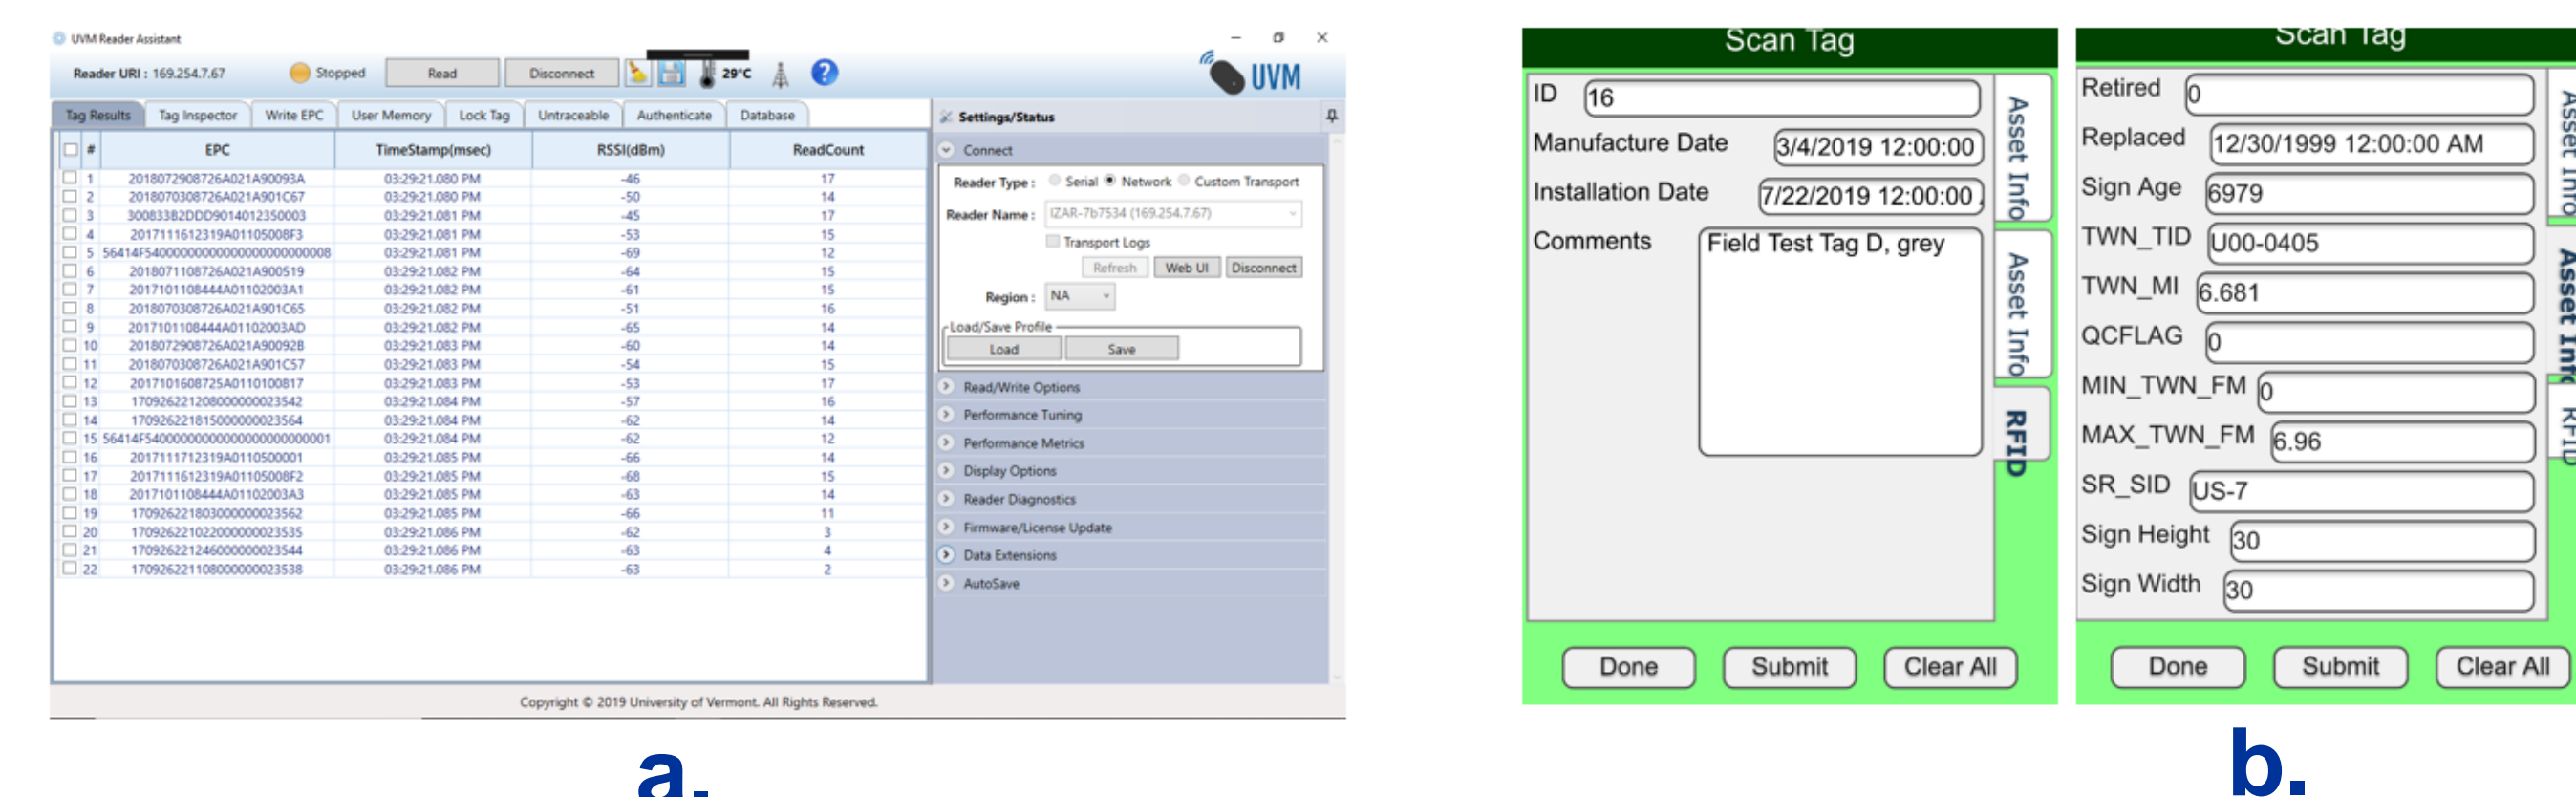 UVM Reader Assistant
Reader URI : 169.254.7.67 Stopped Read Disconnect 29°C ? UVM
Tag Results Tag Inspector Write EPC User Memory Lock Tag Untraceable Authenticate Database
# EPC TimeStamp(msec) RSSI(dBm) ReadCount
1 2018072908726A021A90093A 03:29:21.080 PM -46 17
2 2018070308726A021A901C67 03:29:21.080 PM -50 14
3 300833B2DDD9014012350003 03:29:21.081 PM -45 17
4 2017111612319A01105008F3 03:29:21.081 PM -53 15
5 56414F5400000000000000000000008 03:29:21.081 PM -69 12
6 2018071108726A021A900519 03:29:21.082 PM -64 15
7 2017101108444A01102003A1 03:29:21.082 PM -61 15
8 2018070308726A021A901C65 03:29:21.082 PM -51 16
9 2017101108444A01102003AD 03:29:21.082 PM -65 14
10 2018072908726A021A90092B 03:29:21.083 PM -60 14
11 2018070308726A021A901C57 03:29:21.083 PM -54 15
12 2017101608725A0110100817 03:29:21.083 PM -53 17
13 170926221208000000023542 03:29:21.084 PM -57 16
14 170926221815000000023564 03:29:21.084 PM -62 14
15 56414F5400000000000000000000001 03:29:21.084 PM -62 12
16 2017111712319A0110500001 03:29:21.085 PM -66 14
17 2017111612319A01105008F2 03:29:21.085 PM -68 15
18 2017101108444A01102003A3 03:29:21.085 PM -63 14
19 170926221803000000023562 03:29:21.085 PM -66 11
20 170926221022000000023535 03:29:21.086 PM -62 3
21 170926221246000000023544 03:29:21.086 PM -63 4
22 170926221108000000023538 03:29:21.086 PM -63 2
Settings/Status
Connect
Reader Type : Serial Network Custom Transport
Reader Name : IZAR-7b7534 (169.254.7.67)
Transport Logs
Refresh Web UI Disconnect
Region : NA
Load/Save Profile
Load Save
Read/Write Options
Performance Tuning
Performance Metrics
Display Options
Reader Diagnostics
Firmware/License Update
Data Extensions
AutoSave
Copyright © 2019 University of Vermont. All Rights Reserved.
a.
Scan Tag
ID 16
Manufacture Date 3/4/2019 12:00:00
Installation Date 7/22/2019 12:00:00
Comments Field Test Tag D, grey
Asset Info
Asset Info
RFID
Done Submit Clear All
Scan Tag
Retired 0
Replaced 12/30/1999 12:00:00 AM
Sign Age 6979
TWN_TID U00-0405
TWN_MI 6.681
QCFLAG 0
MIN_TWN_FM 0
MAX_TWN_FM 6.96
SR_SID US-7
Sign Height 30
Sign Width 30
Asset Info
Asset Info
RFID
Done Submit Clear All
b.